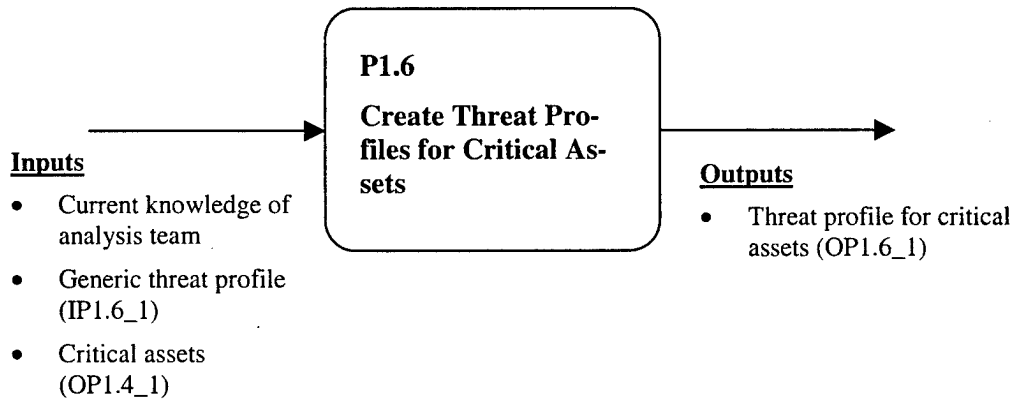 P1.6
Create Threat Pro-
files for Critical As-
sets
Inputs
• Current knowledge of
analysis team
• Generic threat profile
(IP1.6_1)
• Critical assets
(OP1.4_1)
Outputs
• Threat profile for critical
assets (OP1.6_1)